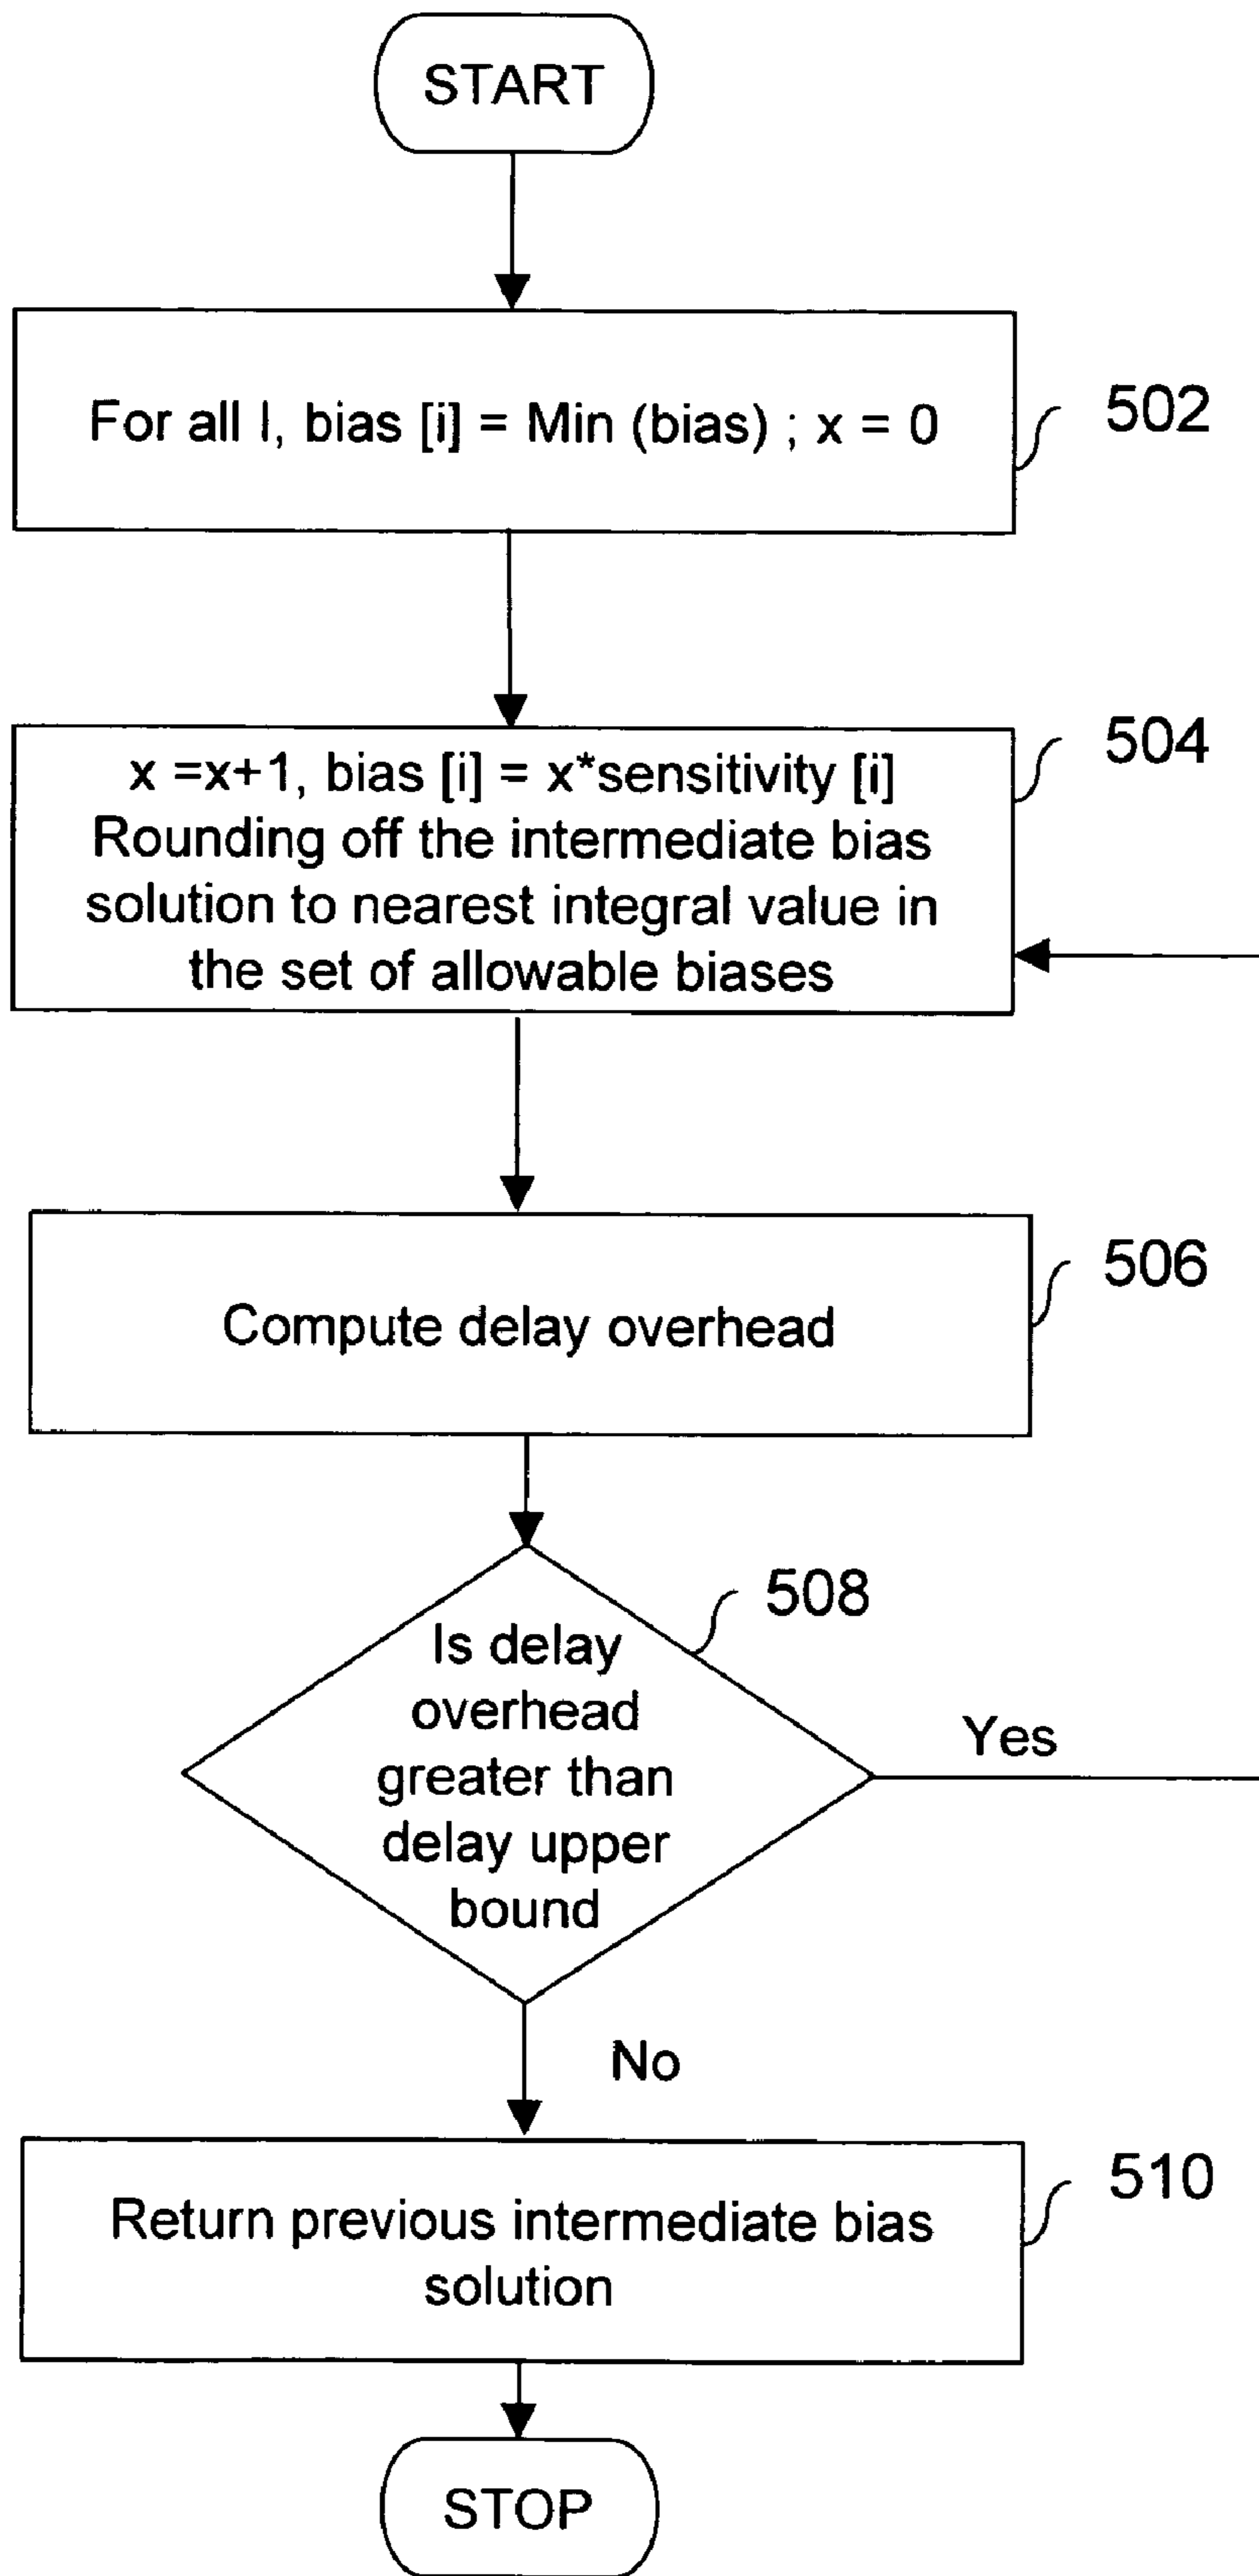 START
For all I, bias [i] = Min (bias) ; x = 0
502
x =x+1, bias [i] = x*sensitivity [i]
Rounding off the intermediate bias
solution to nearest integral value in
the set of allowable biases
504
Compute delay overhead
506
Is delay
overhead
greater than
delay upper
bound
508
Yes
No
Return previous intermediate bias
solution
510
STOP